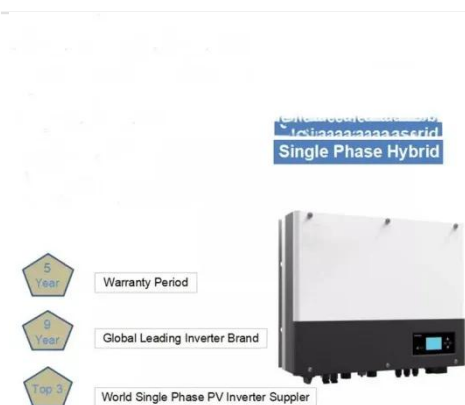 Single Phase Hybrid
5
Year
Warranty Period
9
Year
Global Leading Inverter Brand
Top 3
World Single Phase PV Inverter Suppler